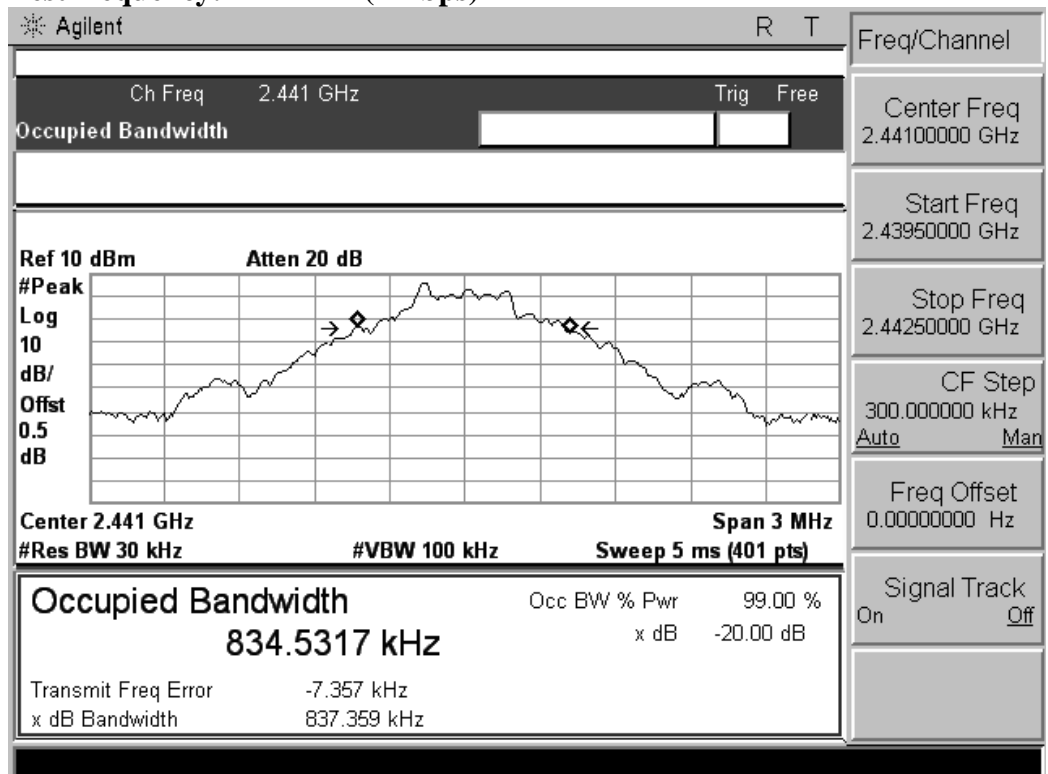 Agilent R T
Freq/Channel
Ch Freq 2.441 GHz Trig Free
Occupied Bandwidth
Center Freq
2.44100000 GHz
Start Freq
2.43950000 GHz
Stop Freq
2.44250000 GHz
CF Step
300.000000 kHz
Auto Man
Freq Offset
0.00000000 Hz
Signal Track
On Off
Ref 10 dBm Atten 20 dB
#Peak
Log
10
dB/
Offst
0.5
dB
Center 2.441 GHz Span 3 MHz
#Res BW 30 kHz #VBW 100 kHz Sweep 5 ms (401 pts)
Occupied Bandwidth Occ BW % Pwr 99.00 %
834.5317 kHz x dB -20.00 dB
Transmit Freq Error -7.357 kHz
x dB Bandwidth 837.359 kHz